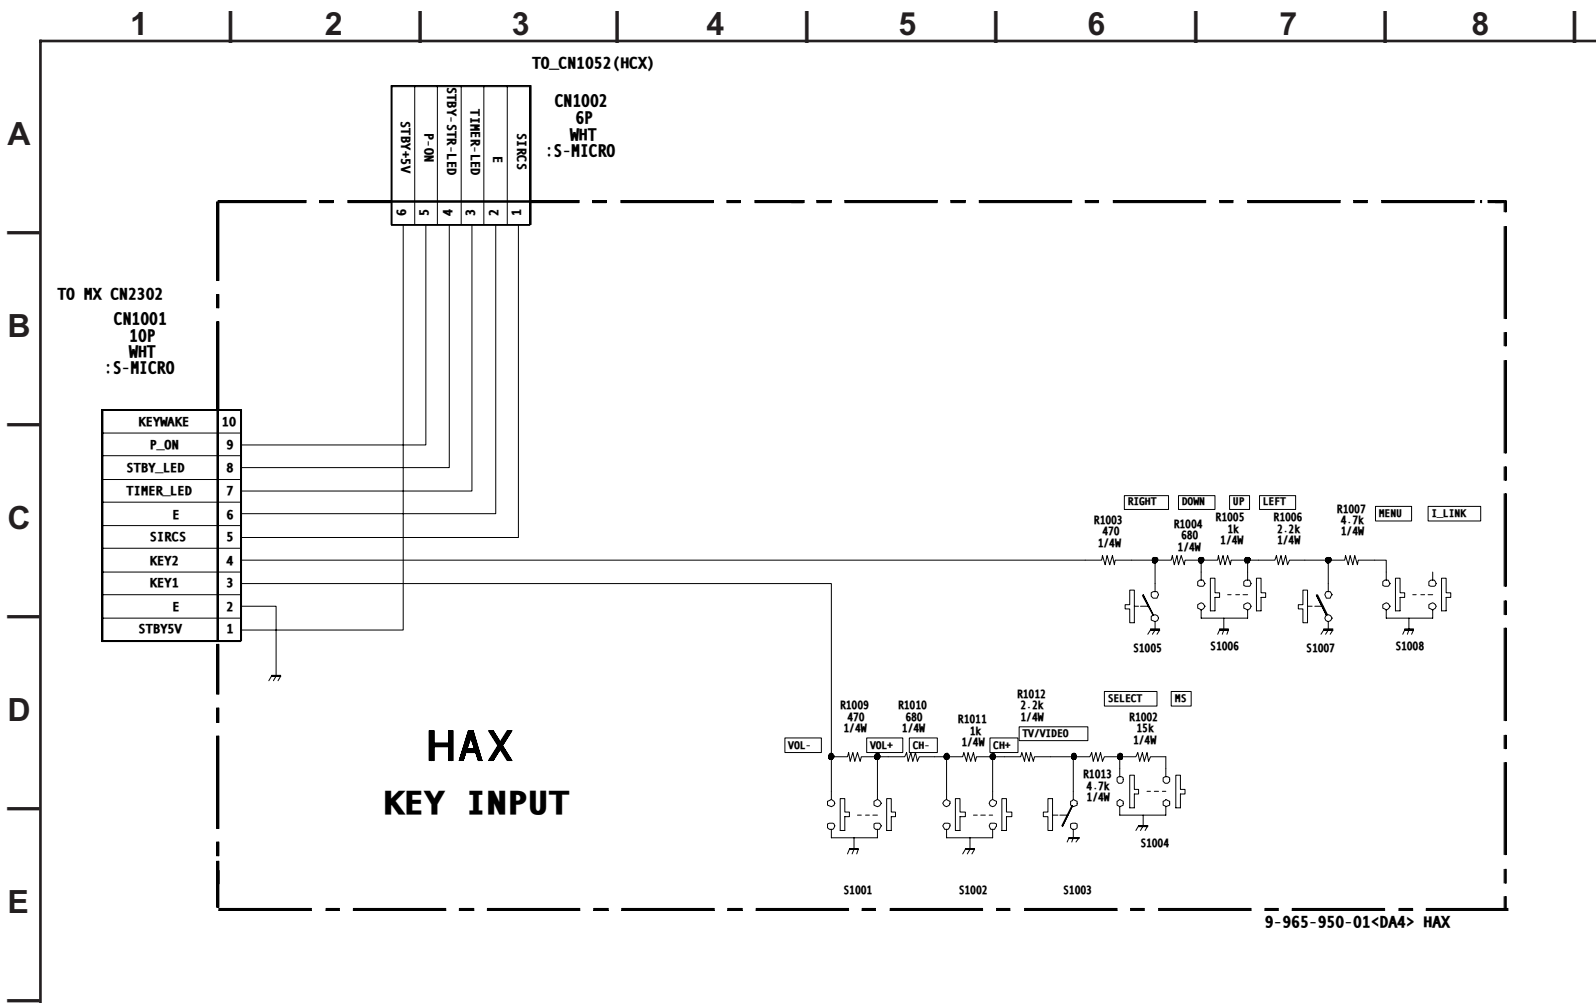 1 2 3 4 5 6 7 8
A
B
C
D
E
TO_CN1052(HCX)
CN1002
6P
WHT
:S-MICRO
STBY+5V
P-ON
STBY-STR-LED
TIMER-LED
E
SIRCS
6 5 4 3 2 1
TO MX CN2302
CN1001
10P
WHT
:S-MICRO
KEYWAKE 10
P_ON 9
STBY_LED 8
TIMER_LED 7
E 6
SIRCS 5
KEY2 4
KEY1 3
E 2
STBY5V 1
RIGHT DOWN UP LEFT
MENU I_LINK
R1003
470
1/4W
R1004
680
1/4W
R1005
1k
1/4W
R1006
2.2k
1/4W
R1007
4.7k
1/4W
S1005
S1006
S1007
S1008
HAX
KEY INPUT
VOL- VOL+ CH- CH+ TV/VIDEO
SELECT MS
R1009
470
1/4W
R1010
680
1/4W
R1011
1k
1/4W
R1012
2.2k
1/4W
R1013
4.7k
1/4W
R1002
15k
1/4W
S1001
S1002
S1003
S1004
9-965-950-01<DA4> HAX